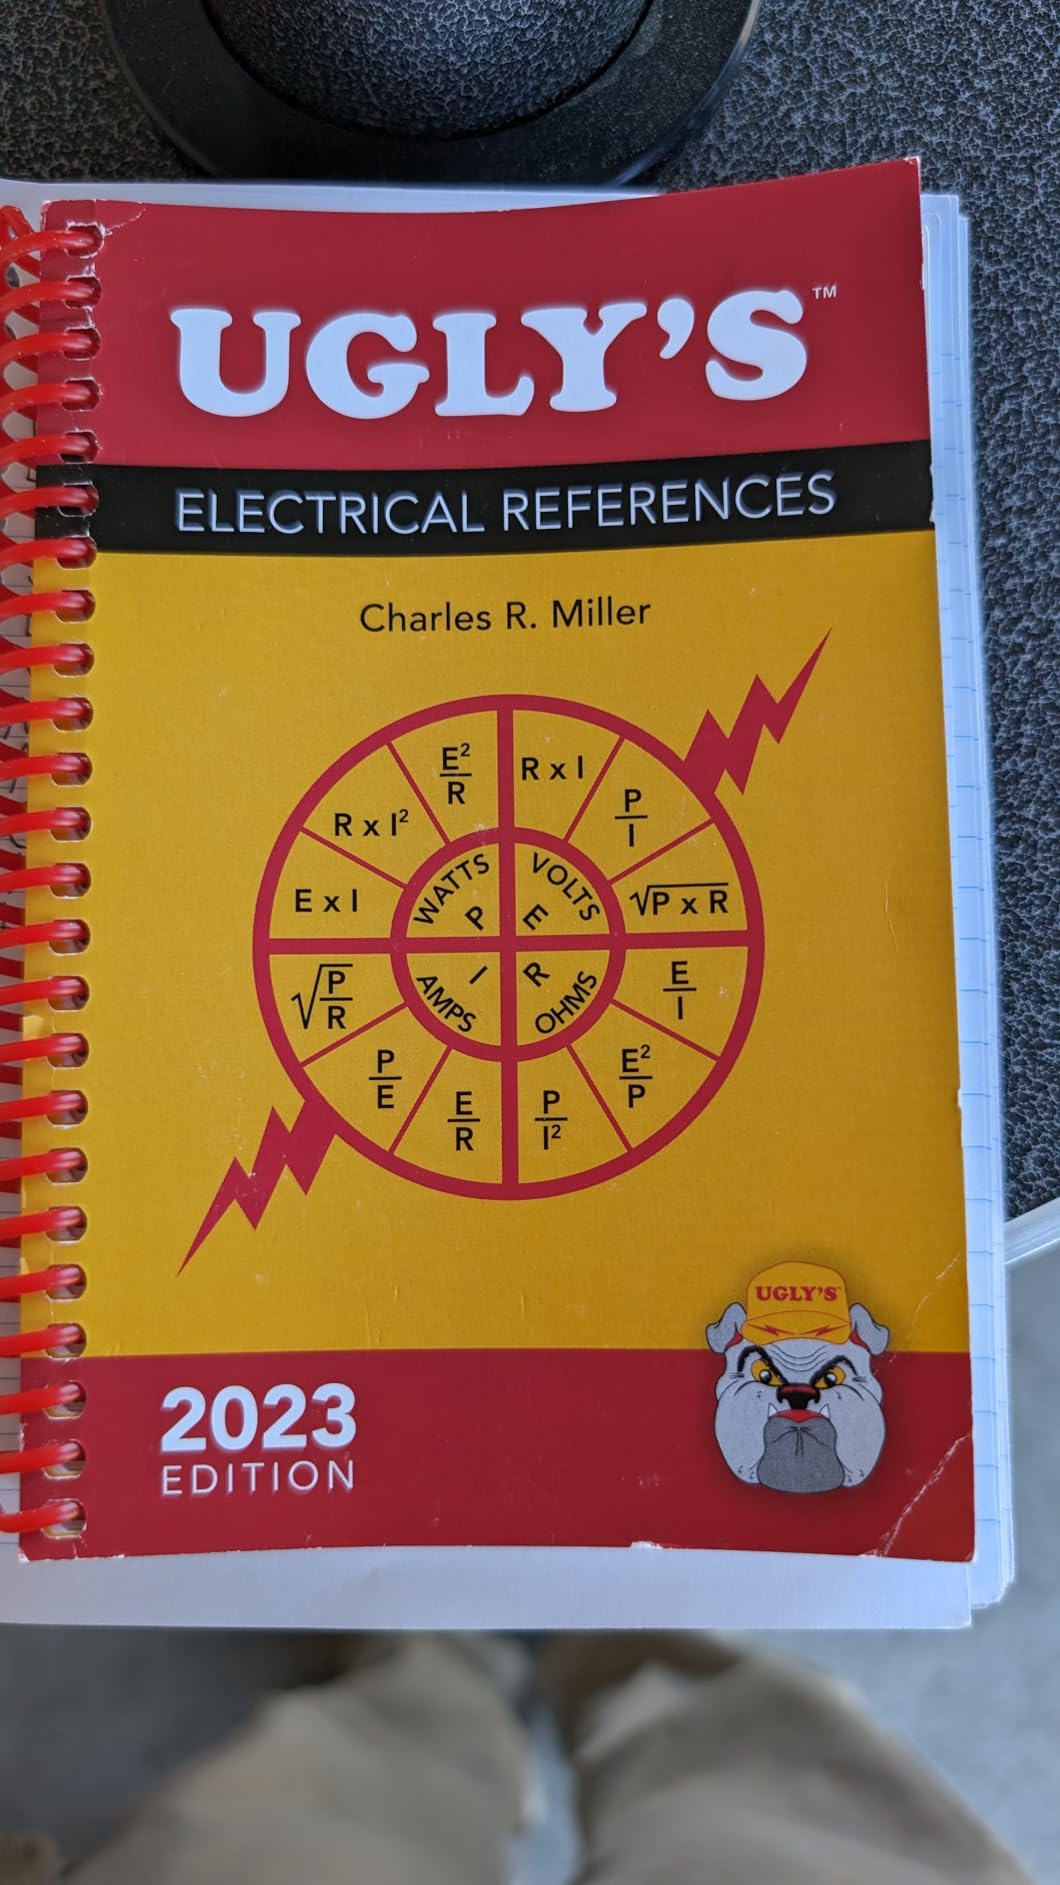 UGLY'S™
ELECTRICAL REFERENCES
Charles R. Miller
E²/R
R x I
R x I²
P/I
E x I
WATTS
P
VOLTS
E
√P x R
√P/R
I
AMPS
R
OHMS
E/I
P/E
E²/P
E/R
P/I²
UGLY'S
2023
EDITION